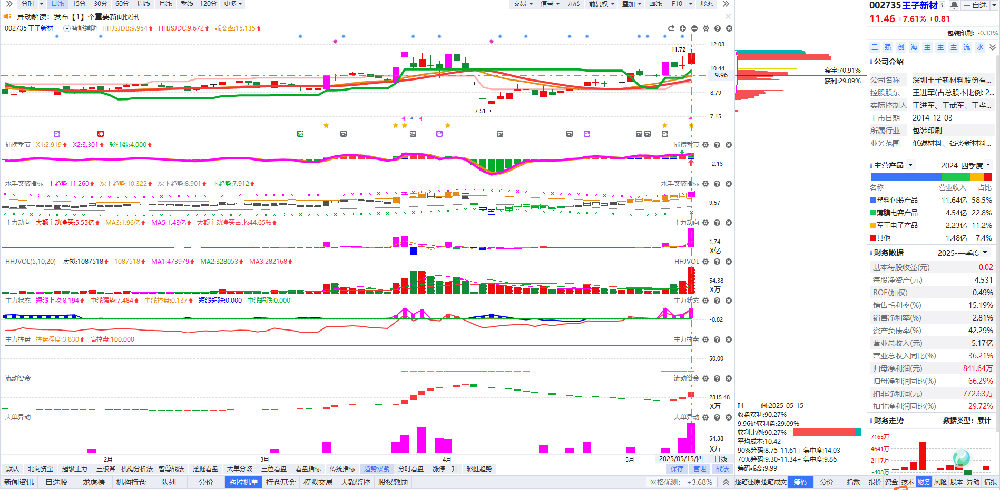 分时 日线 15分 30分 60分 周线 月线 季线 120分 更多
交易 信号 九转 前复权 叠加 画线 F10 形态
异动解读：发布【1】个重要新闻快讯
002735 王子新材 智能辅助 HHJSJDB:9.954 HHJSJDC:9.672 乖离率:15.135
12.08
11.72
10.44
9.96
8.79
7.51
7.15
押 减 提
捕捞季节 X1:2.919 X2:3.301 彩柱数:4.000 捕捞季节
-2.13
水手突破指标 上趋势:11.260 次上趋势:10.322 次下趋势:8.901 下趋势:7.912 水手突破指标
9.57
主力动向 大额主动净买:5.55亿 MA3:1.96亿 MA5:1.43亿 大额主动净买占比:44.65% 主力动向
1.74
X亿
HHJVOL(5,10,20) 虚拟:1087518 1087518 MA1:473979 MA2:328053 MA3:282168 HHJVOL
54.38
X万
主力状态 短线上攻:8.194 中线强势:7.484 中线控盘:0.137 短线超跌:0.000 中线超跌:0.000 主力状态
-0.82
主力控盘 控盘程度:3.830 高控盘:100.000 主力控盘
50.00
流动资金 流动资金
2815.48
X万
大单异动 大单异动
54.38
X万
2月 3月 4月 5月 2025/05/15/四 日线
默认 北向资金 超级主力 三板斧 机构分析法 智尊战法 挖掘看盘 大单分歧 三色看盘 看盘指标 传统指标 趋势双紫 分时看盘 涨停二升 彩虹趋势 保存 管理 战法
新闻资讯 自选股 龙虎榜 机构持仓 队列 分价 拖拉机单 持仓基金 模拟交易 大额监控 股权激励 网格优测： +3.68%
套牢:70.91%
获利:29.09%
时 间:2025-05-15
收盘获利:90.27%
9.96处获利盘:29.09%
获利比例:90.27%
平均成本:10.42
90%筹码:8.75-11.61+ 集中度:14.03
70%筹码:9.30-11.34+ 集中度:9.86
筹码乖离:9.99
逐笔还原 逐笔成交 筹码 分价 指数
002735 王子新材 一 自选
11.46 +7.61% +0.81
包装印刷: -0.33%
三 强 创 海 主 主 主 流 水
公司介绍
公司名称 深圳王子新材料股份有...
控股股东 王进军(占总股本比例: 2...
实际控制人 王进军、王武军、王孝...
上市日期 2014-12-03
所属行业 包装印刷
业务范围 低碳材料、各类新材料...
主营产品 2024-四季度
名称 营业收入 占比
塑料包装产品 11.64亿 58.5%
薄膜电容产品 4.54亿 22.8%
军工电子产品 2.23亿 11.2%
其他 1.48亿 7.4%
财务数据 2025-一季度
基本每股收益(元) 0.02
每股净资产(元) 4.531
ROE(加权) 0.49%
销售毛利率(%) 15.19%
销售净利率(%) 2.81%
资产负债率(%) 42.29%
营业总收入(元) 5.17亿
营业总收入同比(%) 36.21%
归母净利润(元) 841.64万
归母净利润同比(%) 66.29%
扣非净利润(元) 772.63万
扣非净利润同比(%) 29.72%
财务走势 数据类型：累计
7165万
4641万
2117万
-408万
报价 资金 技术 财务 风险 股本 异动 情报